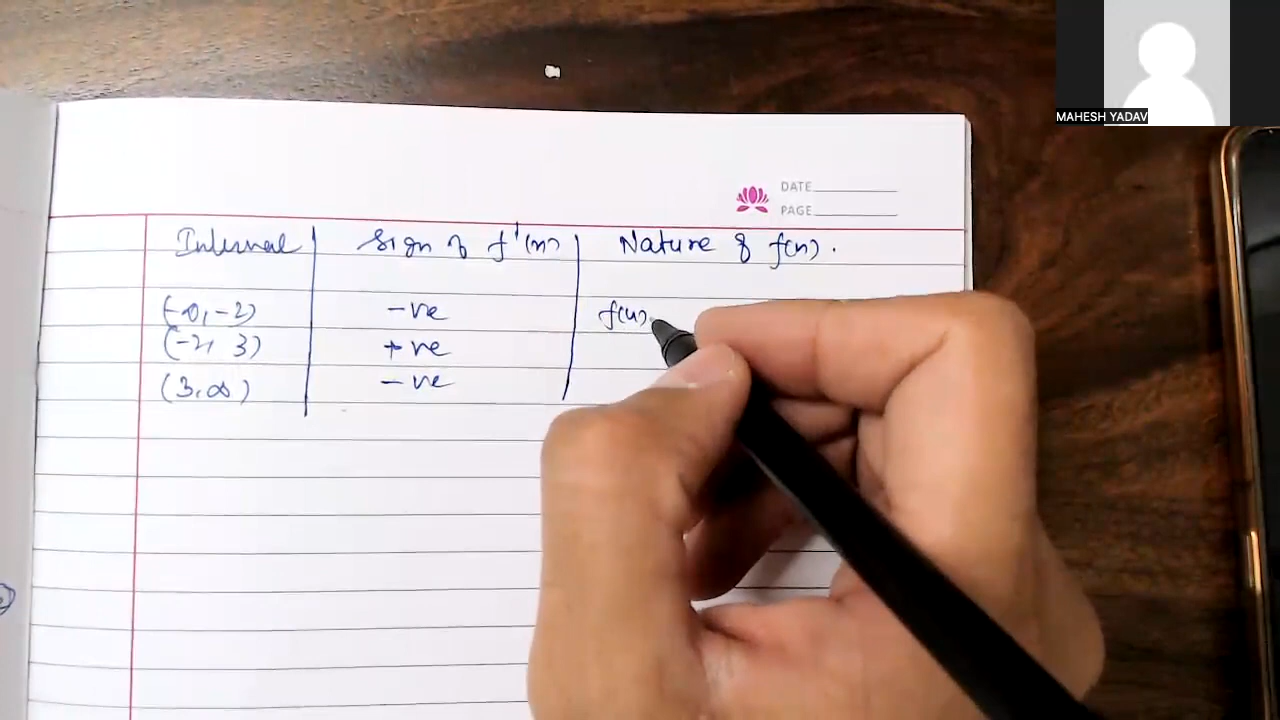 MAHESH YADAV
DATE
PAGE
Interval Sign of f'(x) Nature of f(x).
(-∞, -2) -ve f(x)
(-2, 3) +ve
(3, ∞) -ve